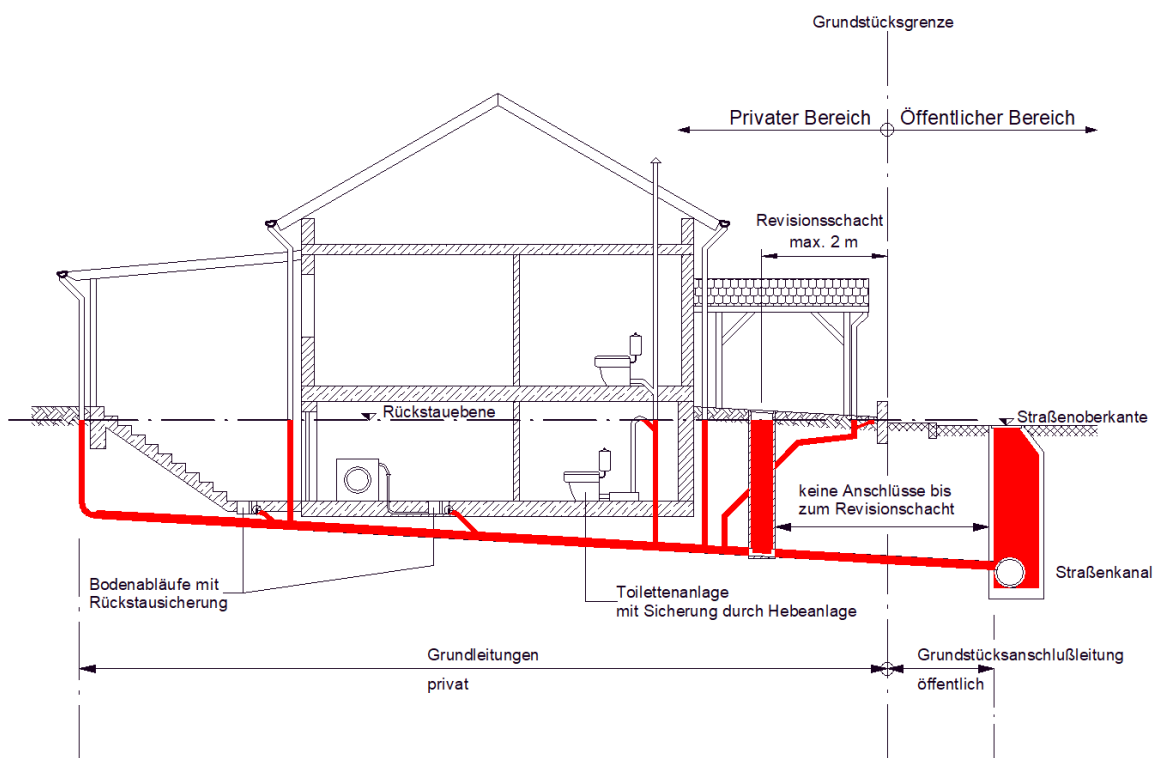 Grundstücksgrenze
Privater Bereich
Öffentlicher Bereich
Revisionsschacht
max. 2 m
Rückstauebene
Straßenoberkante
keine Anschlüsse bis
zum Revisionschacht
Straßenkanal
Bodenabläufe mit
Rückstausicherung
Toilettenanlage
mit Sicherung durch Hebeanlage
Grundleitungen
privat
Grundstücksanschlußleitung
öffentlich